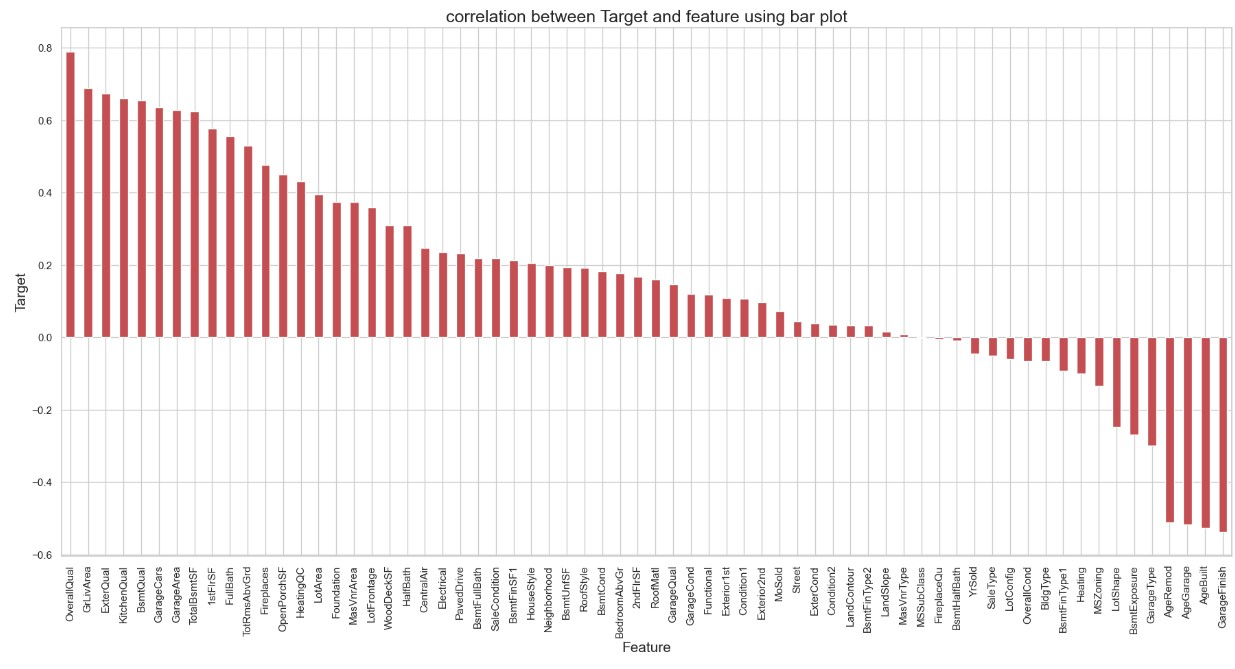 correlation between Target and feature using bar plot
0.8
0.6
0.4
0.2
0.0
−0.2
−0.4
−0.6
Target
OverallQual
GrLivArea
ExterQual
KitchenQual
BsmtQual
GarageCars
GarageArea
TotalBsmtSF
1stFlrSF
FullBath
TotRmsAbvGrd
Fireplaces
OpenPorchSF
HeatingQC
LotArea
Foundation
MasVnrArea
LotFrontage
WoodDeckSF
HalfBath
CentralAir
Electrical
PavedDrive
BsmtFullBath
SaleCondition
BsmtFinSF1
HouseStyle
Neighborhood
BsmtUnfSF
RoofStyle
BsmtCond
BedroomAbvGr
2ndFlrSF
RoofMatl
GarageQual
GarageCond
Functional
Exterior1st
Condition1
Exterior2nd
MoSold
Street
ExterCond
Condition2
LandContour
BsmtFinType2
LandSlope
MasVnrType
MSSubClass
FireplaceQu
BsmtHalfBath
YrSold
SaleType
LotConfig
OverallCond
BldgType
BsmtFinType1
Heating
MSZoning
LotShape
BsmtExposure
GarageType
AgeRemod
AgeGarage
AgeBuilt
GarageFinish
Feature